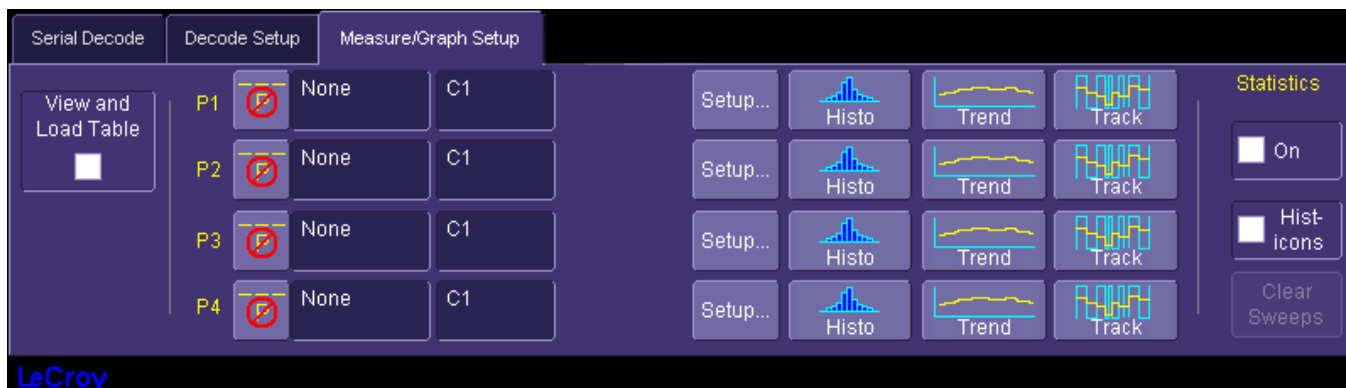 Serial Decode
Decode Setup
Measure/Graph Setup
View and
Load Table
P1
None
C1
Setup...
Histo
Trend
Track
P2
None
C1
Setup...
Histo
Trend
Track
P3
None
C1
Setup...
Histo
Trend
Track
P4
None
C1
Setup...
Histo
Trend
Track
Statistics
On
Hist-
icons
Clear
Sweeps
LeCroy